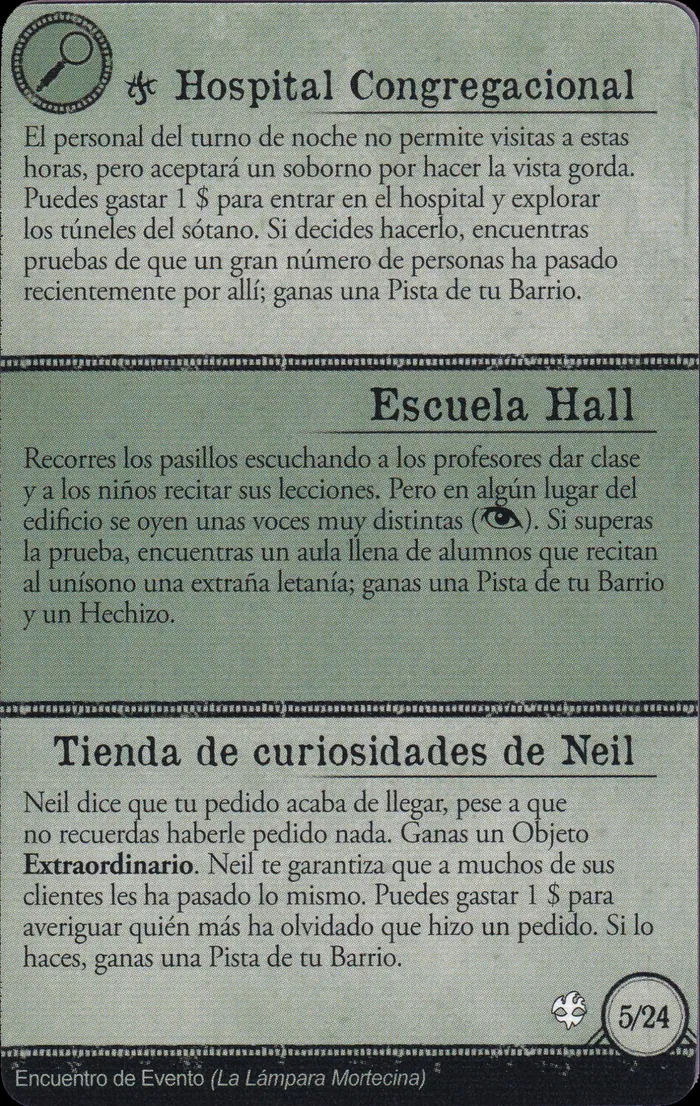 Hospital Congregacional
El personal del turno de noche no permite visitas a estas
horas, pero aceptará un soborno por hacer la vista gorda.
Puedes gastar 1 $ para entrar en el hospital y explorar
los túneles del sótano. Si decides hacerlo, encuentras
pruebas de que un gran número de personas ha pasado
recientemente por allí; ganas una Pista de tu Barrio.
Escuela Hall
Recorres los pasillos escuchando a los profesores dar clase
y a los niños recitar sus lecciones. Pero en algún lugar del
edificio se oyen unas voces muy distintas (). Si superas
la prueba, encuentras un aula llena de alumnos que recitan
al unísono una extraña letanía; ganas una Pista de tu Barrio
y un Hechizo.
Tienda de curiosidades de Neil
Neil dice que tu pedido acaba de llegar, pese a que
no recuerdas haberle pedido nada. Ganas un Objeto
Extraordinario. Neil te garantiza que a muchos de sus
clientes les ha pasado lo mismo. Puedes gastar 1 $ para
averiguar quién más ha olvidado que hizo un pedido. Si lo
haces, ganas una Pista de tu Barrio.
5/24
Encuentro de Evento (La Lámpara Mortecina)